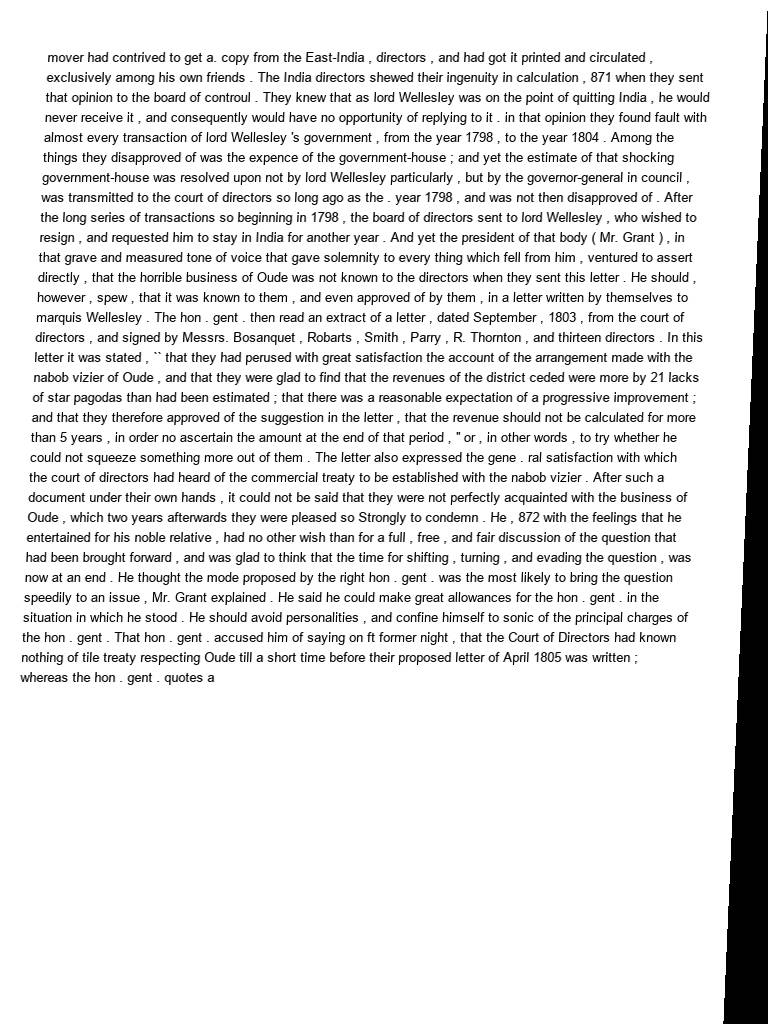 mover had contrived to get a. copy from the East-India , directors , and had got it printed and circulated ,
exclusively among his own friends . The India directors shewed their ingenuity in calculation , 871 when they sent
that opinion to the board of controul . They knew that as lord Wellesley was on the point of quitting India , he would
never receive it , and consequently would have no opportunity of replying to it . in that opinion they found fault with
almost every transaction of lord Wellesley 's government , from the year 1798 , to the year 1804 . Among the
things they disapproved of was the expence of the government-house ; and yet the estimate of that shocking
government-house was resolved upon not by lord Wellesley particularly , but by the governor-general in council ,
was transmitted to the court of directors so long ago as the . year 1798 , and was not then disapproved of . After
the long series of transactions so beginning in 1798 , the board of directors sent to lord Wellesley , who wished to
resign , and requested him to stay in India for another year . And yet the president of that body ( Mr. Grant ) , in
that grave and measured tone of voice that gave solemnity to every thing which fell from him , ventured to assert
directly , that the horrible business of Oude was not known to the directors when they sent this letter . He should ,
however , spew , that it was known to them , and even approved of by them , in a letter written by themselves to
marquis Wellesley . The hon . gent . then read an extract of a letter , dated September , 1803 , from the court of
directors , and signed by Messrs. Bosanquet , Robarts , Smith , Parry , R. Thornton , and thirteen directors . In this
letter it was stated , `` that they had perused with great satisfaction the account of the arrangement made with the
nabob vizier of Oude , and that they were glad to find that the revenues of the district ceded were more by 21 lacks
of star pagodas than had been estimated ; that there was a reasonable expectation of a progressive improvement ;
and that they therefore approved of the suggestion in the letter , that the revenue should not be calculated for more
than 5 years , in order no ascertain the amount at the end of that period , " or , in other words , to try whether he
could not squeeze something more out of them . The letter also expressed the gene . ral satisfaction with which
the court of directors had heard of the commercial treaty to be established with the nabob vizier . After such a
document under their own hands , it could not be said that they were not perfectly acquainted with the business of
Oude , which two years afterwards they were pleased so Strongly to condemn . He , 872 with the feelings that he
entertained for his noble relative , had no other wish than for a full , free , and fair discussion of the question that
had been brought forward , and was glad to think that the time for shifting , turning , and evading the question , was
now at an end . He thought the mode proposed by the right hon . gent . was the most likely to bring the question
speedily to an issue , Mr. Grant explained . He said he could make great allowances for the hon . gent . in the
situation in which he stood . He should avoid personalities , and confine himself to sonic of the principal charges of
the hon . gent . That hon . gent . accused him of saying on ft former night , that the Court of Directors had known
nothing of tile treaty respecting Oude till a short time before their proposed letter of April 1805 was written ;
whereas the hon . gent . quotes a